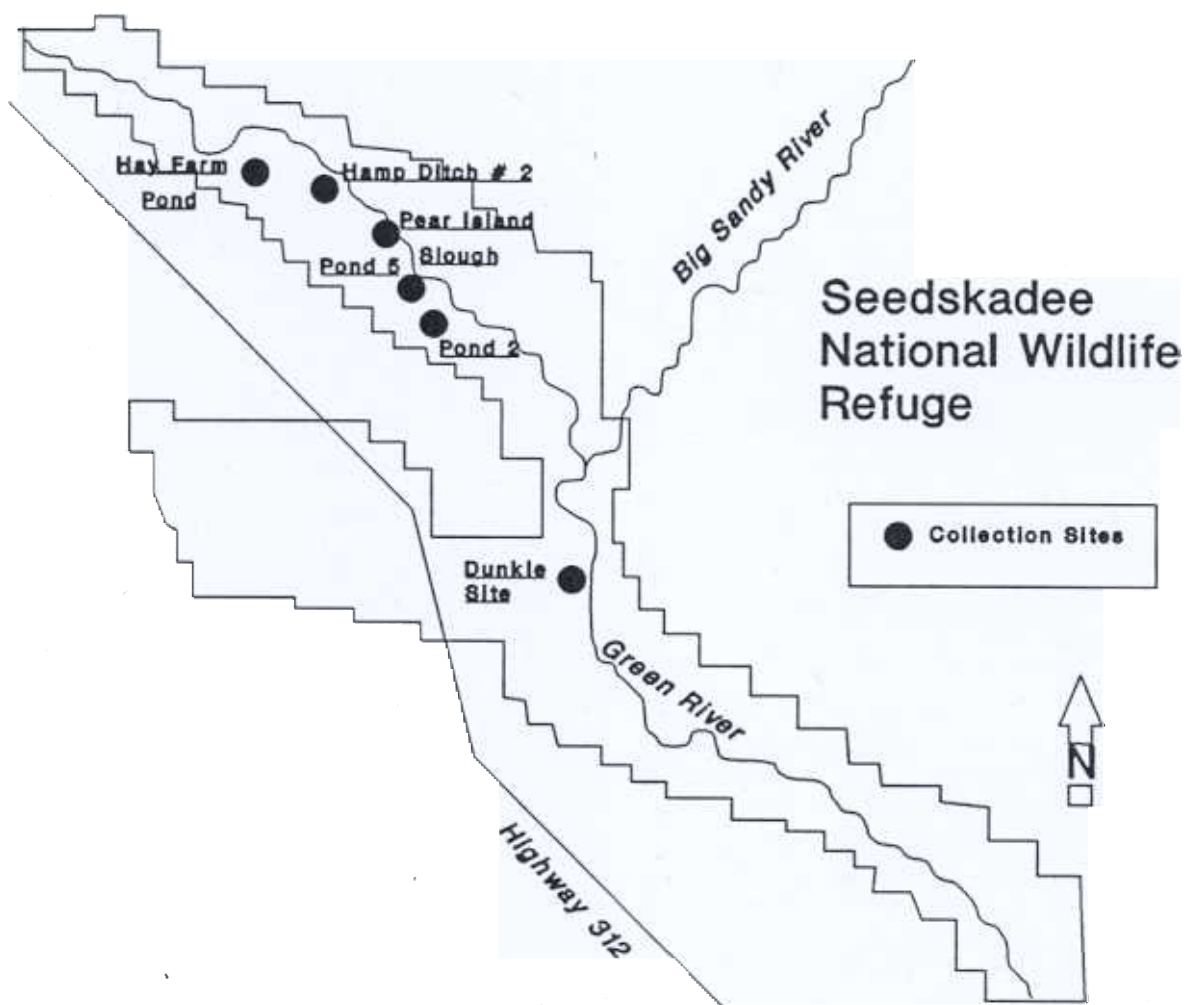 Hay Farm
Pond
Hamp Ditch # 2
Pear Island
Slough
Pond 5
Pond 2
Big Sandy River
Seedskadee
National Wildlife
Refuge
Collection Sites
Dunkle
Site
Green River
N
Highway 312